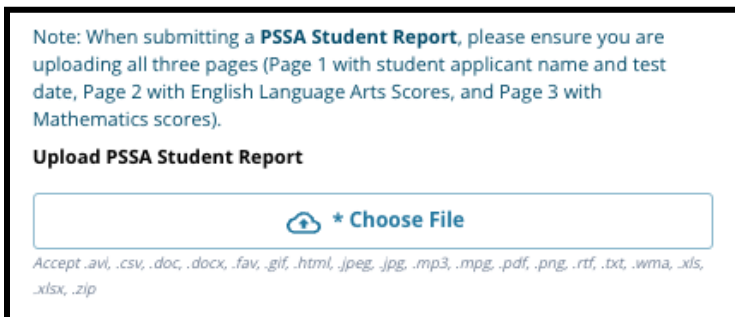 Note: When submitting a PSSA Student Report, please ensure you are
uploading all three pages (Page 1 with student applicant name and test
date, Page 2 with English Language Arts Scores, and Page 3 with
Mathematics scores).
Upload PSSA Student Report
* Choose File
Accept .avi, .csv, .doc, .docx, .fav, .gif, .html, .jpeg, .jpg, .mp3, .mpg, .pdf, .png, .rtf, .txt, .wma, .xls,
.xlsx, .zip